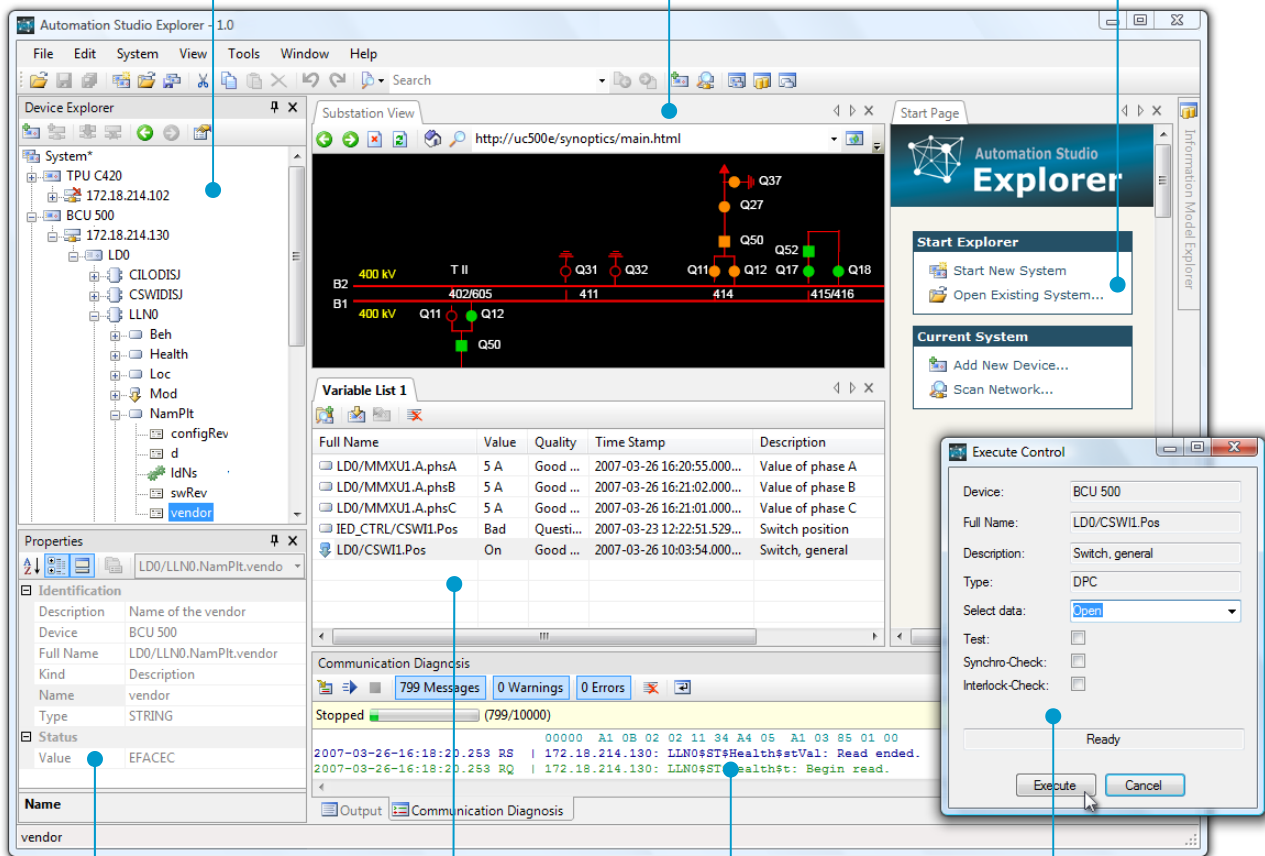 Automation Studio Explorer - 1.0
File Edit System View Tools Window Help
Search
Device Explorer
System*
TPU C420
172.18.214.102
BCU 500
172.18.214.130
LD0
CILODISJ
CSWIDISJ
LLN0
Beh
Health
Loc
Mod
NamPlt
configRev
d
ldNs
swRev
vendor
Properties
LD0/LLN0.NamPlt.vendo
Identification
Description Name of the vendor
Device BCU 500
Full Name LD0/LLN0.NamPlt.vendor
Kind Description
Name vendor
Type STRING
Status
Value EFACEC
Name
vendor
Substation View
http://uc500e/synoptics/main.html
Q37
Q27
Q50
Q52
400 kV T II Q31 Q32 Q11 Q12 Q17 Q18
B2
402/605 411 414 415/416
B1
400 kV Q11 Q12
Q50
Variable List 1
Full Name Value Quality Time Stamp Description
LD0/MMXU1.A.phsA 5 A Good ... 2007-03-26 16:20:55.000... Value of phase A
LD0/MMXU1.A.phsB 5 A Good ... 2007-03-26 16:21:02.000... Value of phase B
LD0/MMXU1.A.phsC 5 A Good ... 2007-03-26 16:21:01.000... Value of phase C
IED_CTRL/CSWI1.Pos Bad Questi... 2007-03-23 12:22:51.529... Switch position
LD0/CSWI1.Pos On Good ... 2007-03-26 10:03:54.000... Switch, general
Communication Diagnosis
799 Messages 0 Warnings 0 Errors
Stopped (799/10000)
00000 A1 0B 02 02 11 34 A4 05 A1 03 85 01 00
2007-03-26-16:18:20.253 RS | 172.18.214.130: LLN0$ST$Health$stVal: Read ended.
2007-03-26-16:18:20.253 RQ | 172.18.214.130: LLN0$ST$Health$t: Begin read.
Output Communication Diagnosis
Start Page
Automation Studio
Explorer
Start Explorer
Start New System
Open Existing System...
Current System
Add New Device...
Scan Network...
Information Model Explorer
Execute Control
Device: BCU 500
Full Name: LD0/CSWI1.Pos
Description: Switch, general
Type: DPC
Select data: Open
Test:
Synchro-Check:
Interlock-Check:
Ready
Execute Cancel